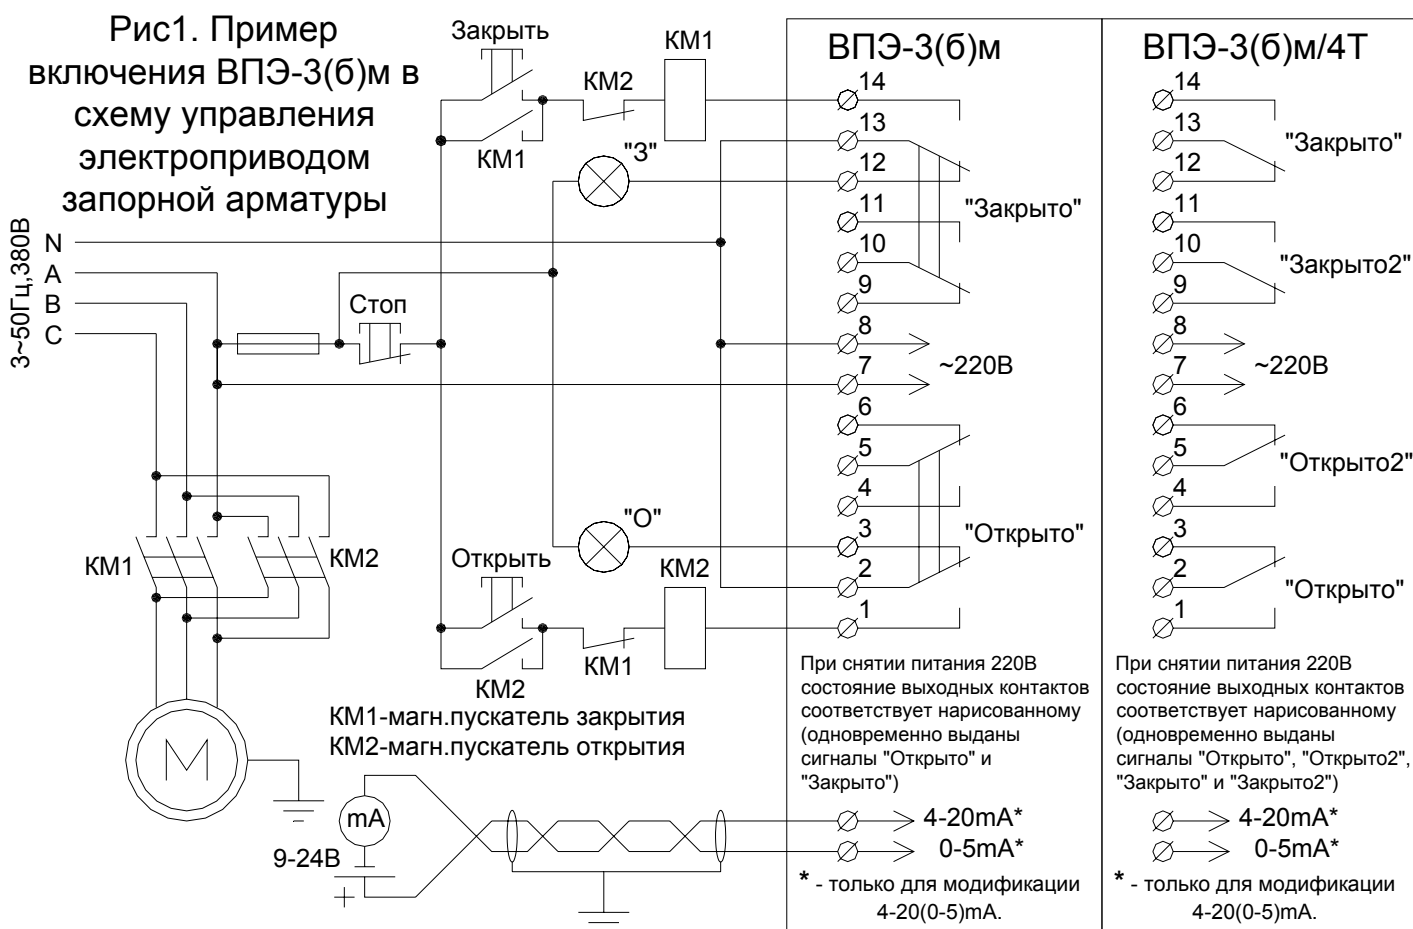 Рис1. Пример
включения ВПЭ-3(б)м в
схему управления
электроприводом
запорной арматуры
3~50Гц,380В
N
A
B
C
Закрыть
КМ1
КМ2
КМ1
"З"
Стоп
КМ1
КМ2
Открыть
"О"
КМ2
КМ1
КМ2
КМ1-магн.пускатель закрытия
КМ2-магн.пускатель открытия
M
mA
9-24В
+
ВПЭ-3(б)м
14
13
12
11
"Закрыто"
10
9
8
~220В
7
6
5
4
3
"Открыто"
2
1
При снятии питания 220В
состояние выходных контактов
соответствует нарисованному
(одновременно выданы
сигналы "Открыто" и
"Закрыто")
4-20mA*
0-5mA*
* - только для модификации
4-20(0-5)mA.
ВПЭ-3(б)м/4Т
14
13
"Закрыто"
12
11
10
"Закрыто2"
9
8
~220В
7
6
5
"Открыто2"
4
3
2
"Открыто"
1
При снятии питания 220В
состояние выходных контактов
соответствует нарисованному
(одновременно выданы
сигналы "Открыто", "Открыто2",
"Закрыто" и "Закрыто2")
4-20mA*
0-5mA*
* - только для модификации
4-20(0-5)mA.